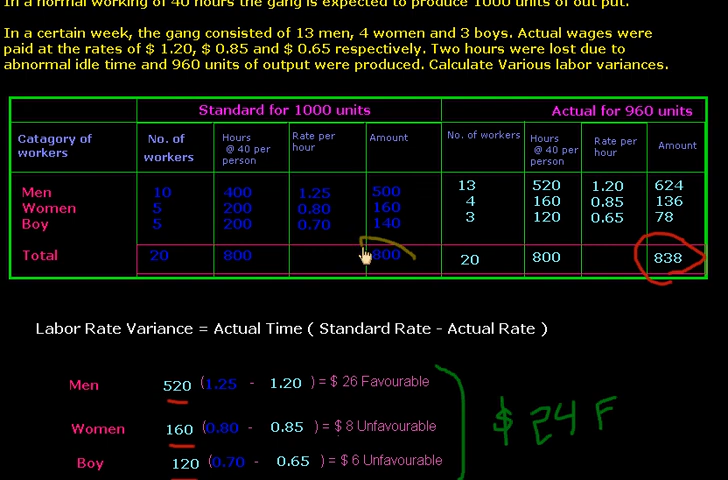 In a normal working of 40 hours the gang is expected to produce 1000 units of out put.
In a certain week, the gang consisted of 13 men, 4 women and 3 boys. Actual wages were
paid at the rates of $ 1.20, $ 0.85 and $ 0.65 respectively. Two hours were lost due to
abnormal idle time and 960 units of output were produced. Calculate Various labor variances.
Standard for 1000 units Actual for 960 units
Catagory of workers No. of workers Hours @ 40 per person Rate per hour Amount No. of workers Hours @ 40 per person Rate per hour Amount
Men 10 400 1.25 500 13 520 1.20 624
Women 5 200 0.80 160 4 160 0.85 136
Boy 5 200 0.70 140 3 120 0.65 78
Total 20 800 800 20 800 838
Labor Rate Variance = Actual Time ( Standard Rate - Actual Rate )
Men 520 (1.25 - 1.20 ) = $ 26 Favourable
Women 160 (0.80 - 0.85 ) = $ 8 Unfavourable
$ 24 F
Boy 120 (0.70 - 0.65 ) = $ 6 Unfavourable